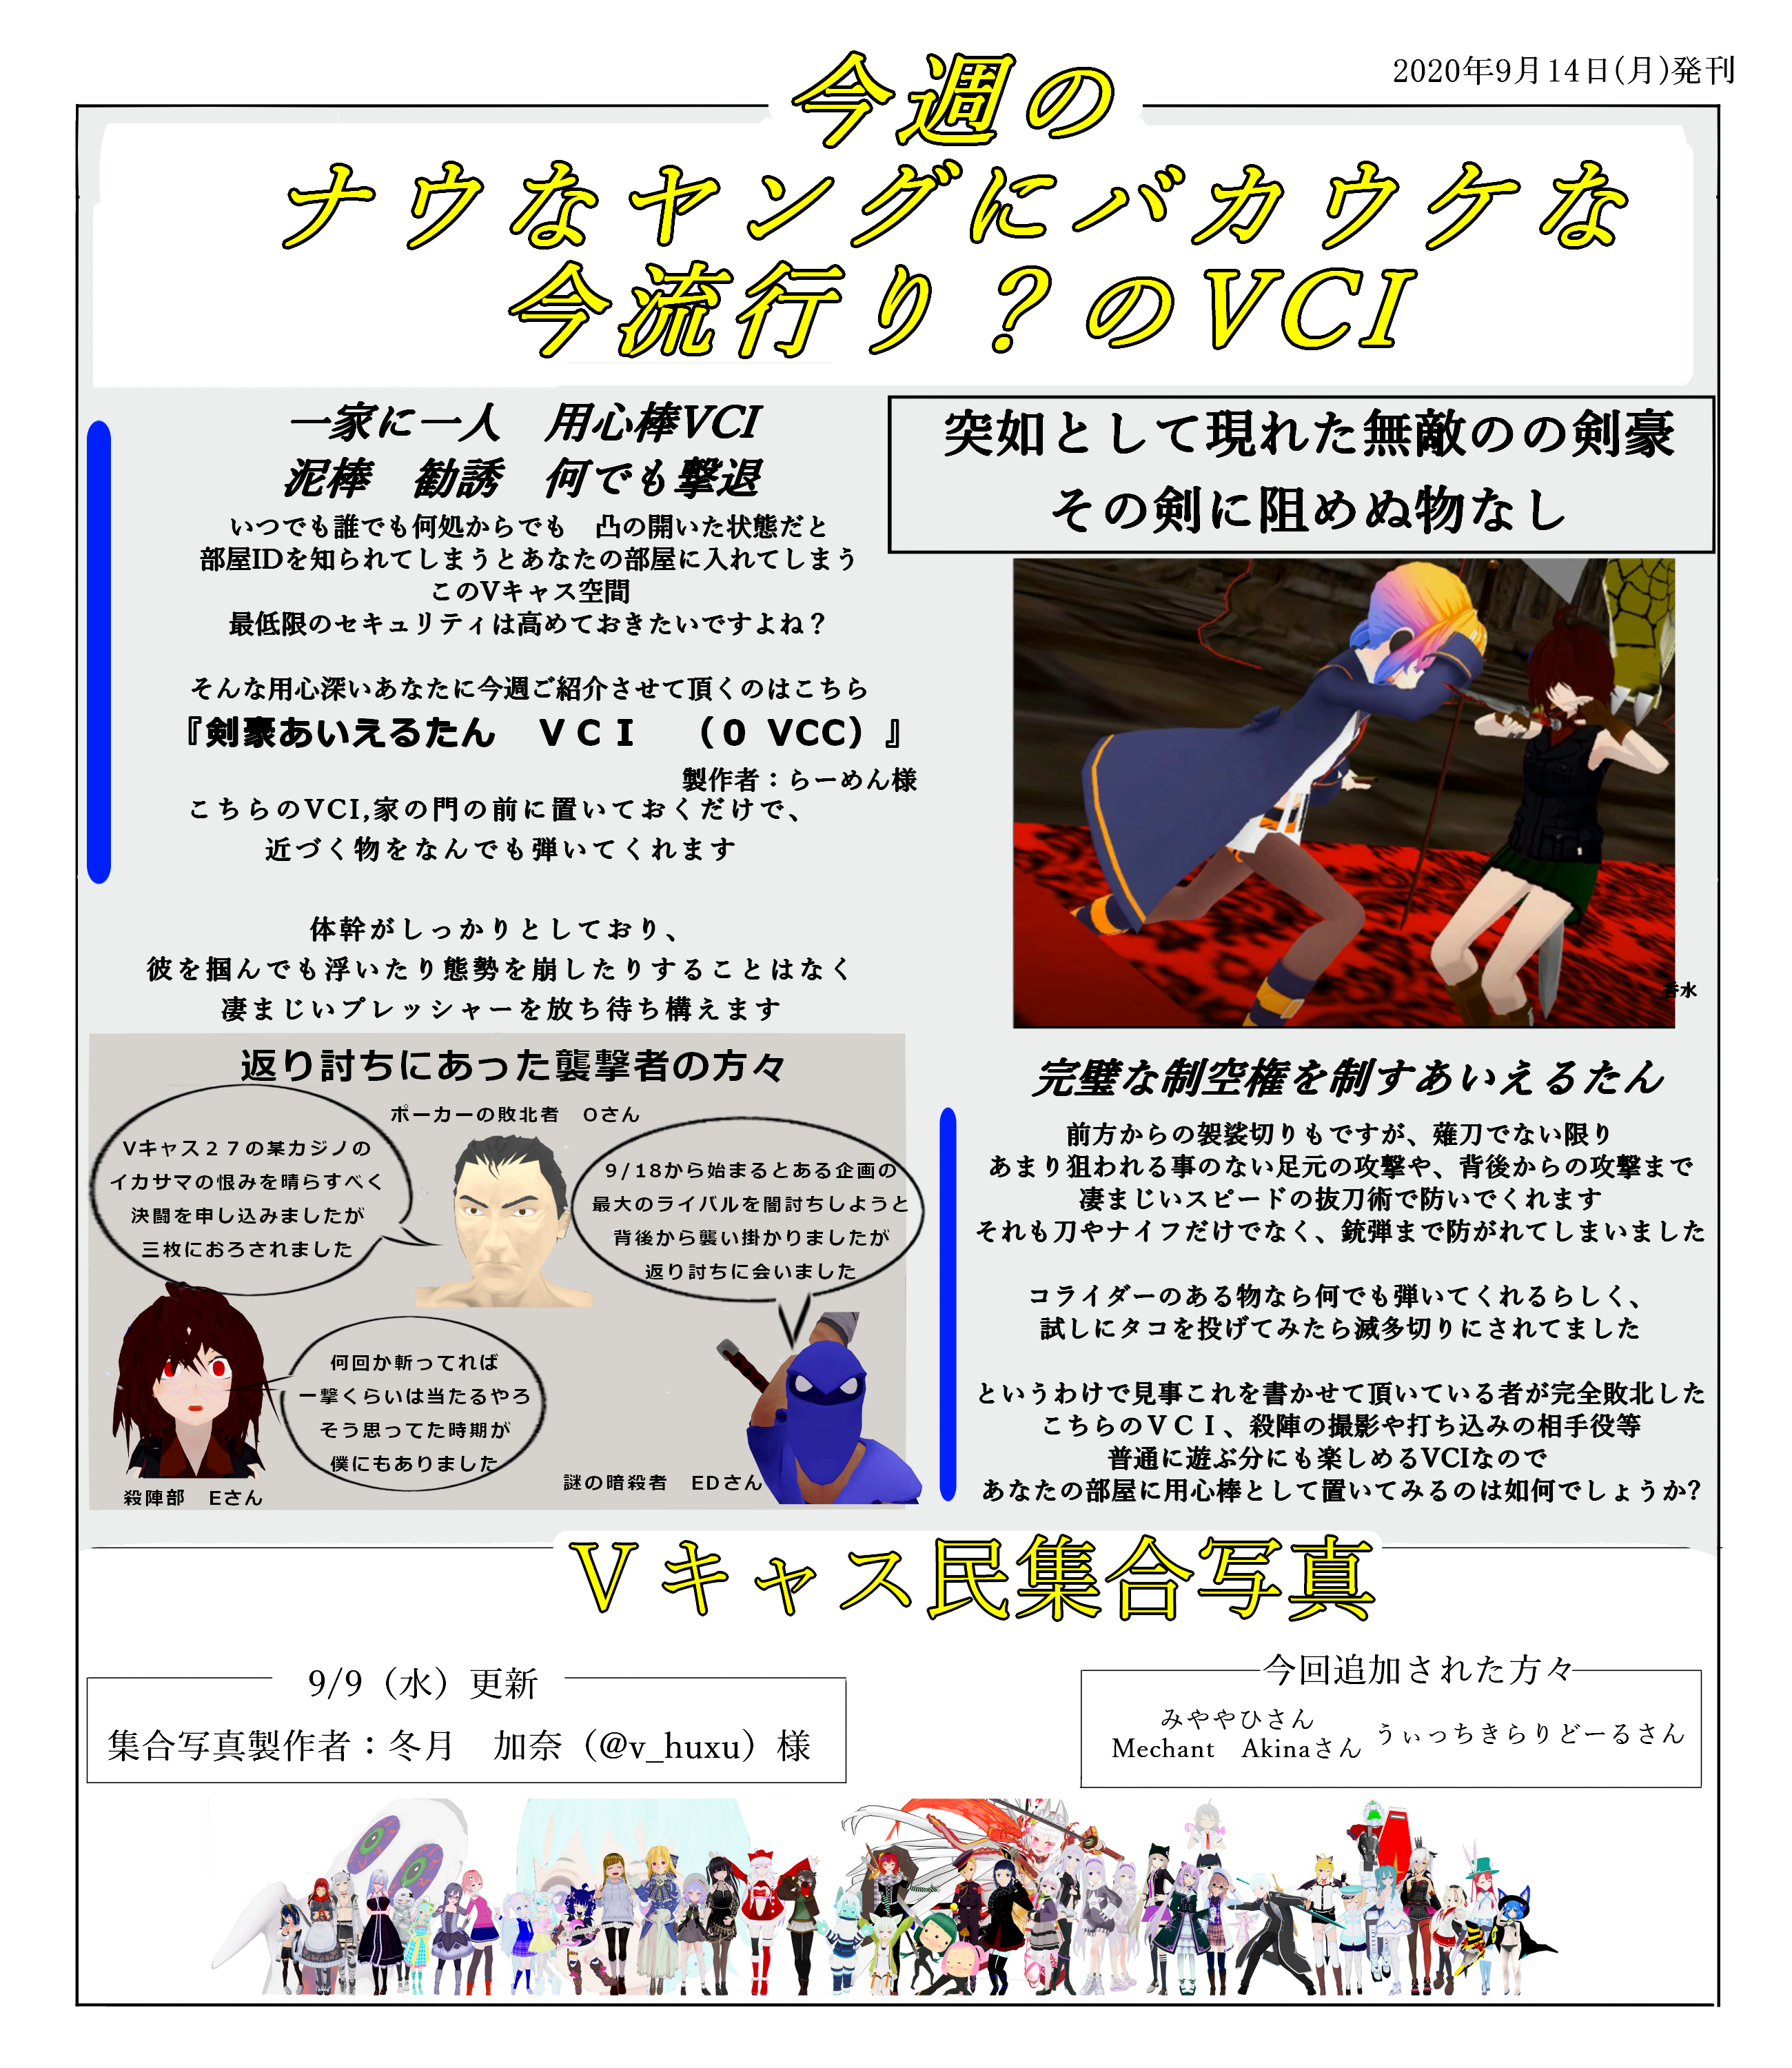 2020年9月14日(月)発刊
今週の
ナウなヤングにバカウケな
今流行り？のVCI
一家に一人　用心棒VCI
泥棒　勧誘　何でも撃退
いつでも誰でも何処からでも　凸の開いた状態だと
部屋IDを知られてしまうとあなたの部屋に入れてしまう
このVキャス空間
最低限のセキュリティは高めておきたいですよね？
そんな用心深いあなたに今週ご紹介させて頂くのはこちら
『剣豪あいえるたん　ＶＣＩ　（０ VCC）』
製作者：らーめん様
こちらのVCI,家の門の前に置いておくだけで、
近づく物をなんでも弾いてくれます
体幹がしっかりとしており、
彼を掴んでも浮いたり態勢を崩したりすることはなく
凄まじいプレッシャーを放ち待ち構えます
返り討ちにあった襲撃者の方々
ポーカーの敗北者　Oさん
Vキャス２７の某カジノの
イカサマの恨みを晴らすべく
決闘を申し込みましたが
三枚におろされました
9/18から始まるとある企画の
最大のライバルを闇討ちしようと
背後から襲い掛かりましたが
返り討ちに会いました
何回か斬ってれば
一撃くらいは当たるやろ
そう思ってた時期が
僕にもありました
殺陣部　Eさん
謎の暗殺者　EDさん
突如として現れた無敵のの剣豪
その剣に阻めぬ物なし
香水
完璧な制空権を制すあいえるたん
前方からの袈裟切りもですが、薙刀でない限り
あまり狙われる事のない足元の攻撃や、背後からの攻撃まで
凄まじいスピードの抜刀術で防いでくれます
それも刀やナイフだけでなく、銃弾まで防がれてしまいました
コライダーのある物なら何でも弾いてくれるらしく、
試しにタコを投げてみたら滅多切りにされてました
というわけで見事これを書かせて頂いている者が完全敗北した
こちらのＶＣＩ、殺陣の撮影や打ち込みの相手役等
普通に遊ぶ分にも楽しめるVCIなので
あなたの部屋に用心棒として置いてみるのは如何でしょうか?
Ｖキャス民集合写真
9/9（水）更新
集合写真製作者：冬月　加奈（@v_huxu）様
今回追加された方々
みややひさん
Mechant　Akinaさん
うぃっちきらりどーるさん